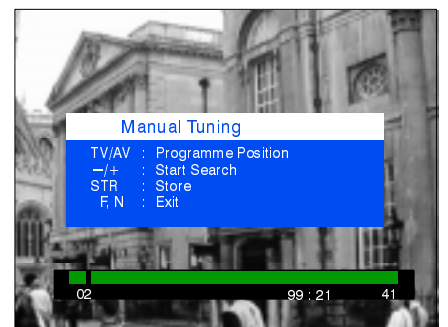 Manual Tuning
TV/AV : Programme Position
–/+ : Start Search
STR : Store
F, N : Exit
02 99 : 21 41